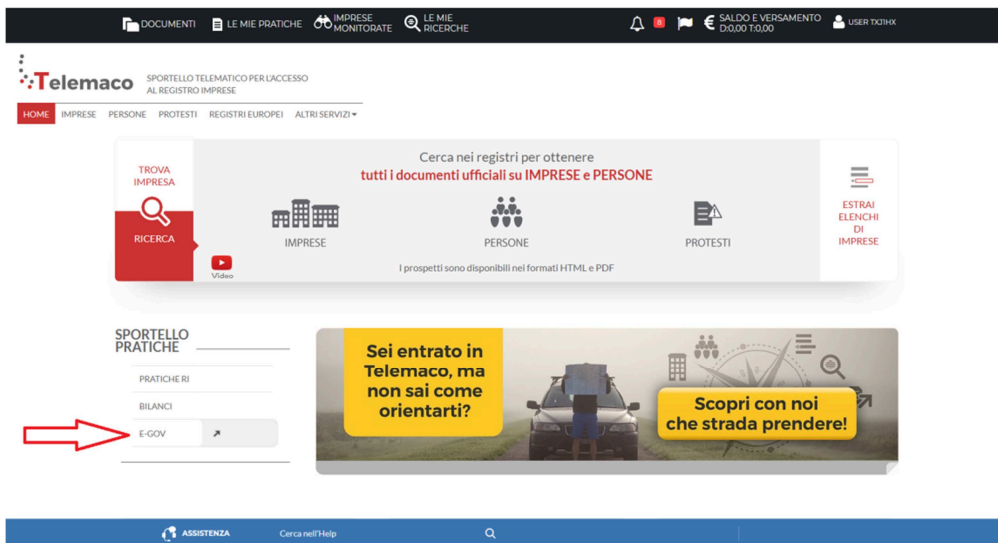 DOCUMENTI
LE MIE PRATICHE
IMPRESE
MONITORATE
LE MIE
RICERCHE
8
SALDO E VERSAMENTO
D:0,00 T:0,00
USER TXJ1HX
Telemaco
SPORTELLO TELEMATICO PER L'ACCESSO
AL REGISTRO IMPRESE
HOME IMPRESE PERSONE PROTESTI REGISTRI EUROPEI ALTRI SERVIZI
TROVA
IMPRESA
RICERCA
Cerca nei registri per ottenere
tutti i documenti ufficiali su IMPRESE e PERSONE
IMPRESE
PERSONE
PROTESTI
Video
I prospetti sono disponibili nei formati HTML e PDF
ESTRAI
ELENCHI
DI
IMPRESE
SPORTELLO
PRATICHE
PRATICHE RI
BILANCI
E-GOV
Sei entrato in
Telemaco, ma
non sai come
orientarti?
Scopri con noi
che strada prendere!
ASSISTENZA
Cerca nell'Help